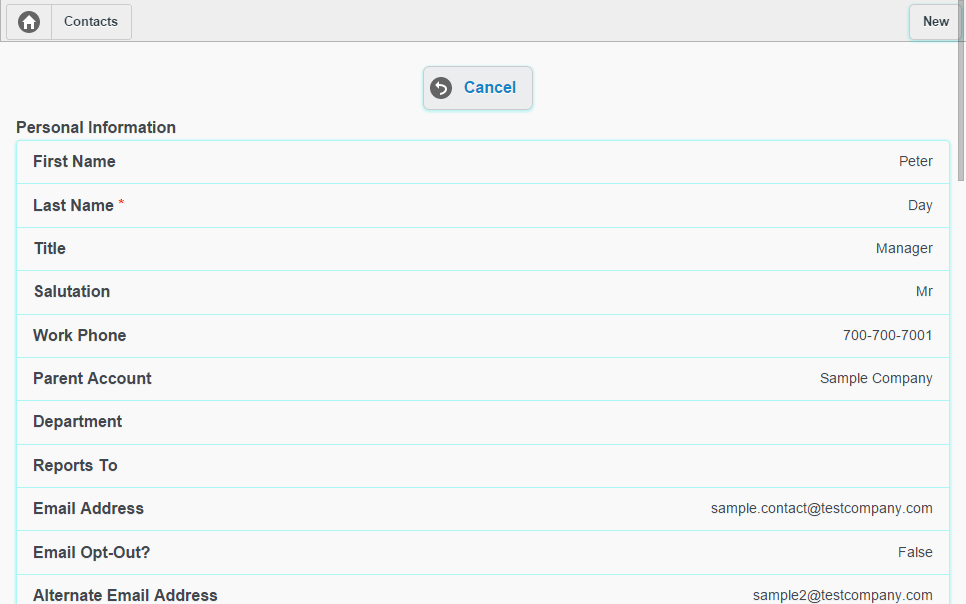 Contacts New
Cancel
Personal Information
First Name Peter
Last Name * Day
Title Manager
Salutation Mr
Work Phone 700-700-7001
Parent Account Sample Company
Department
Reports To
Email Address sample.contact@testcompany.com
Email Opt-Out? False
Alternate Email Address sample2@testcompany.com